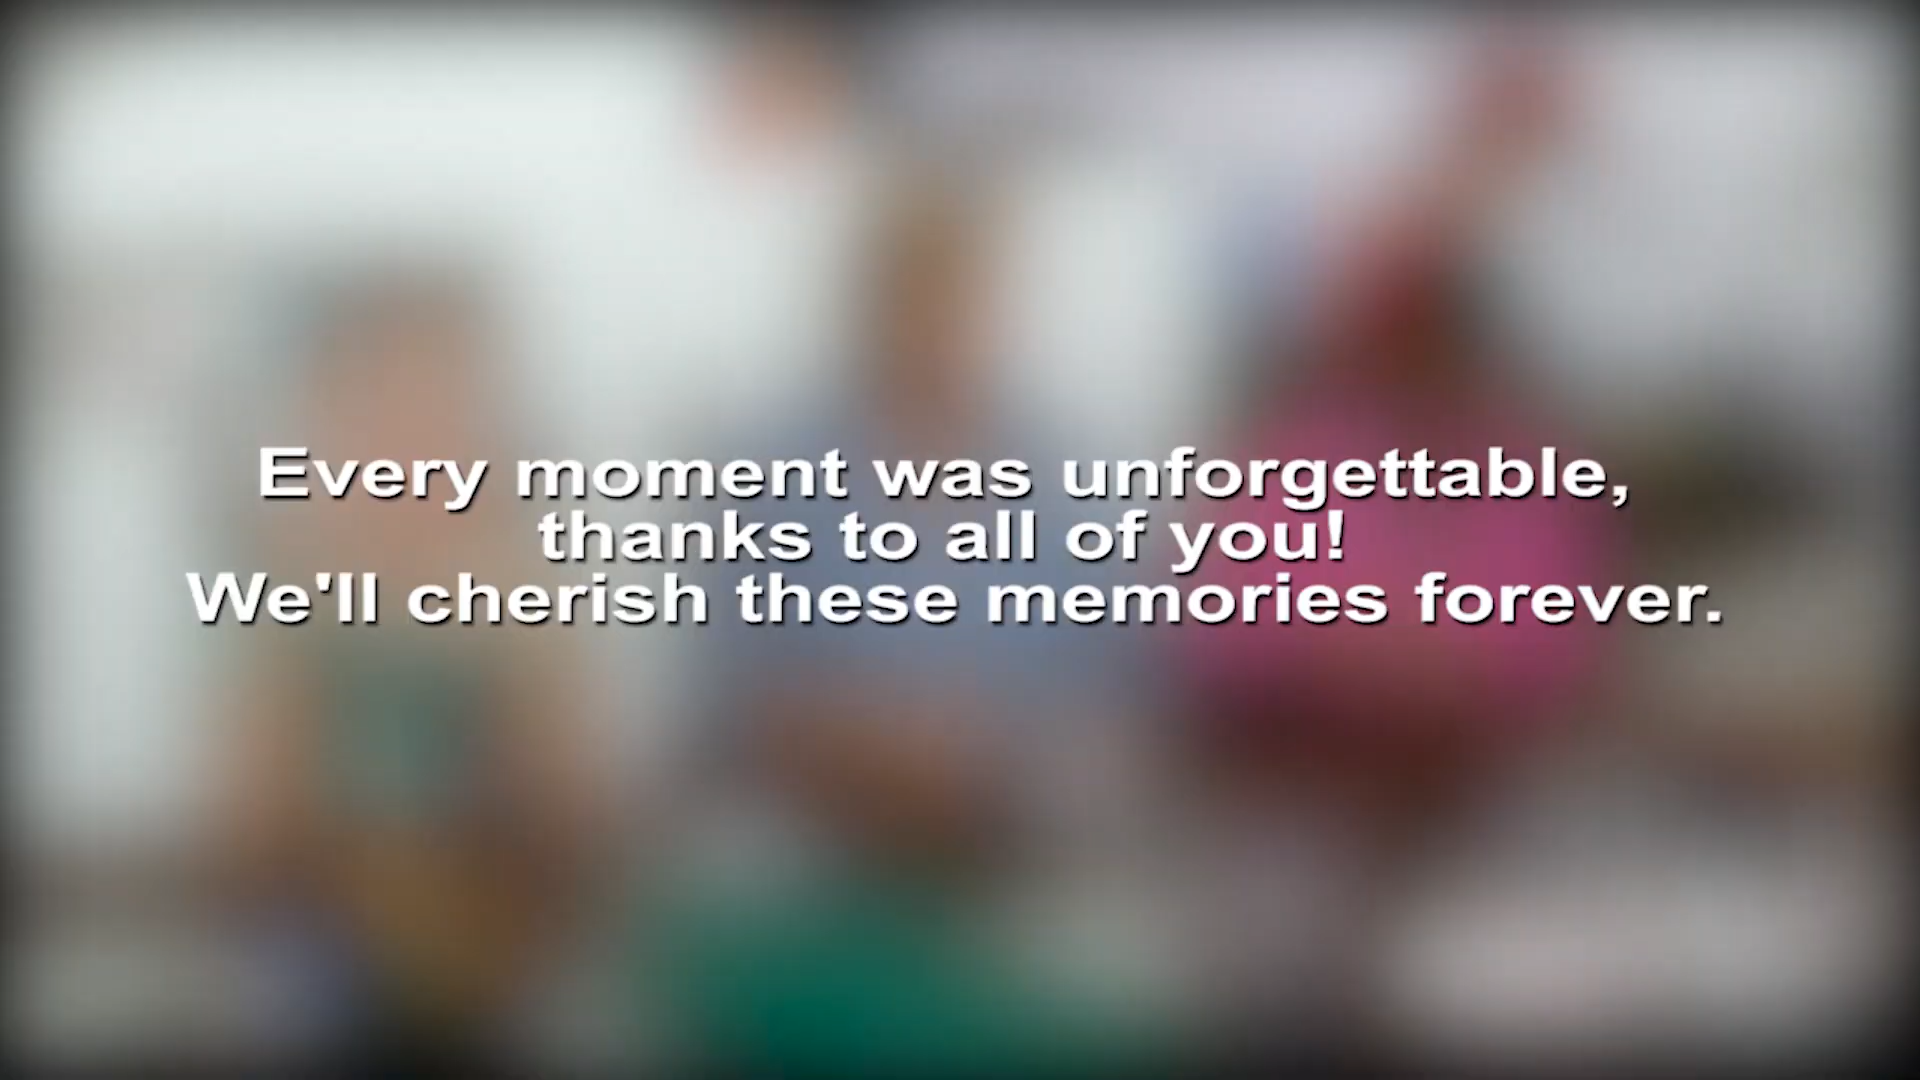 Every moment was unforgettable,
thanks to all of you!
We'll cherish these memories forever.